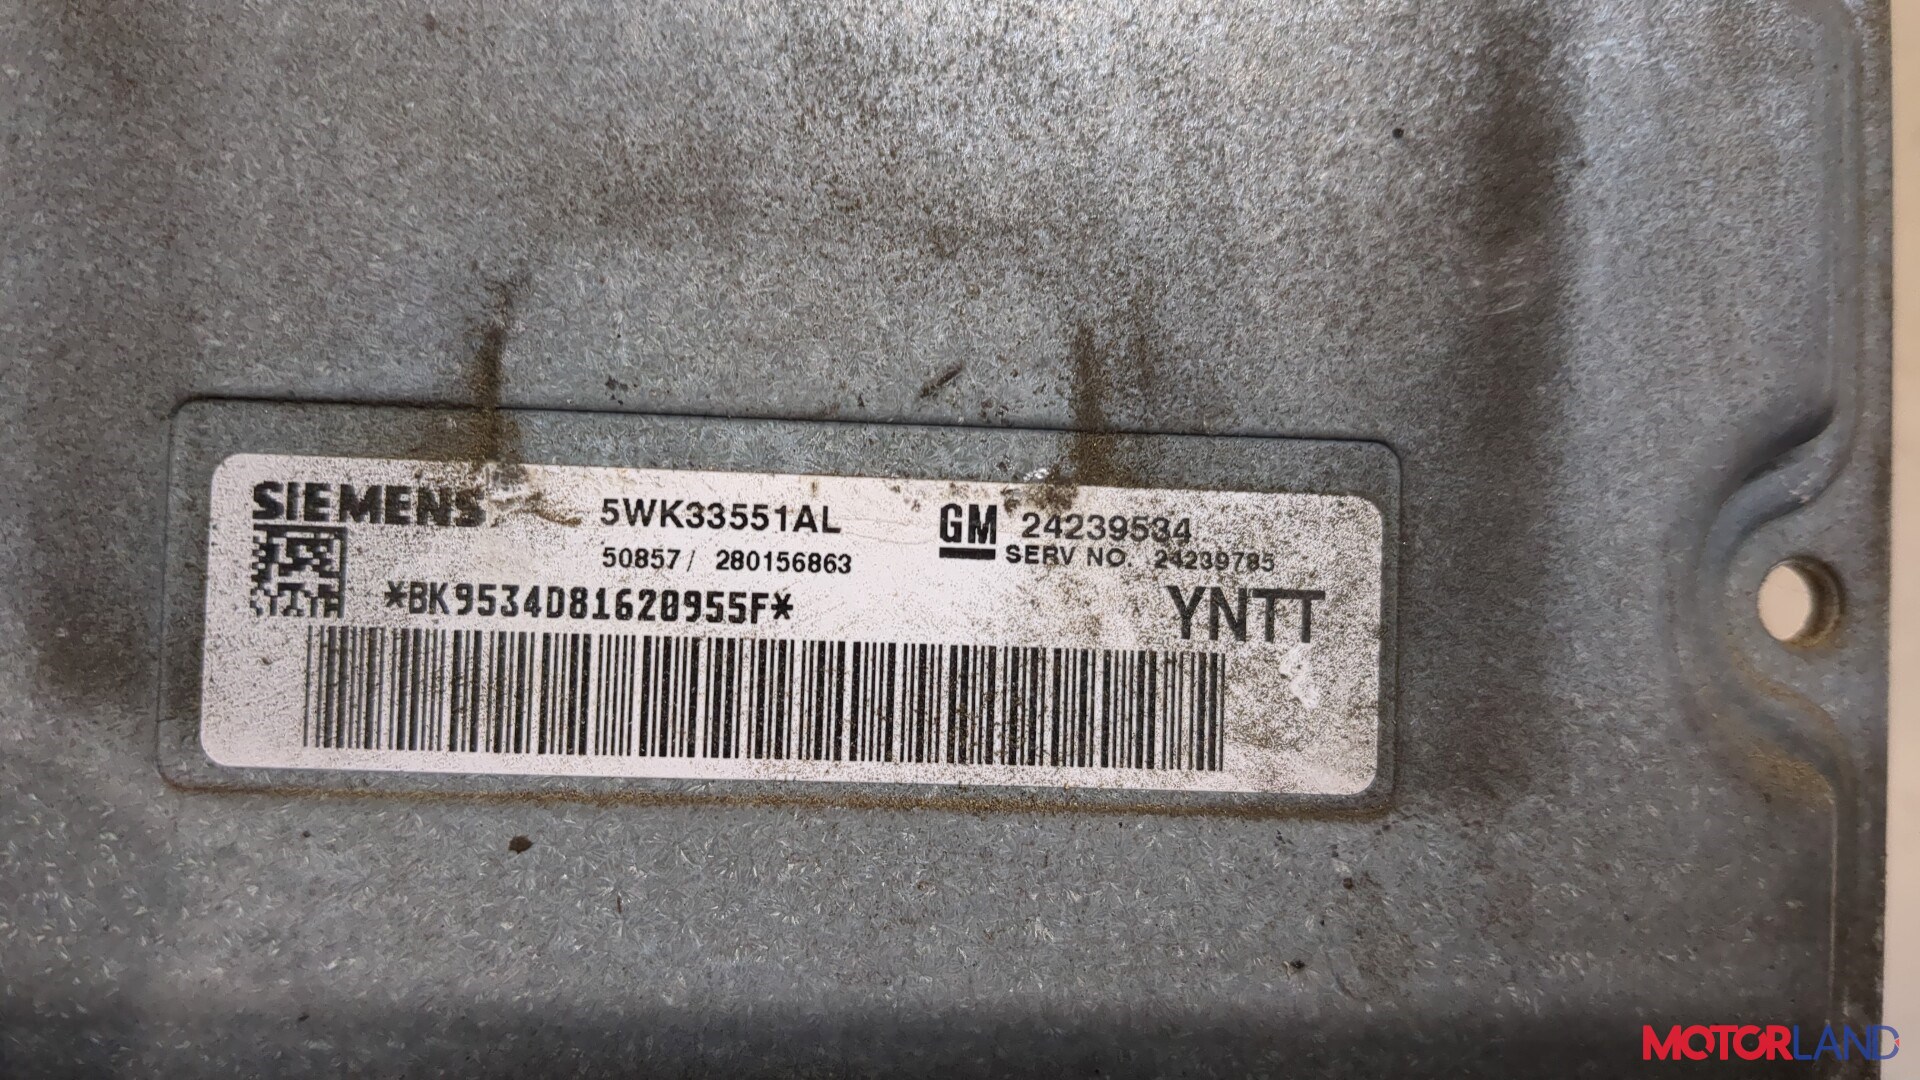 SIEMENS 5WK33551AL GM 24239534
50857 / 280156863 SERV NO. 24239785
*BK9534D81620955F* YNTT
MOTORLAND